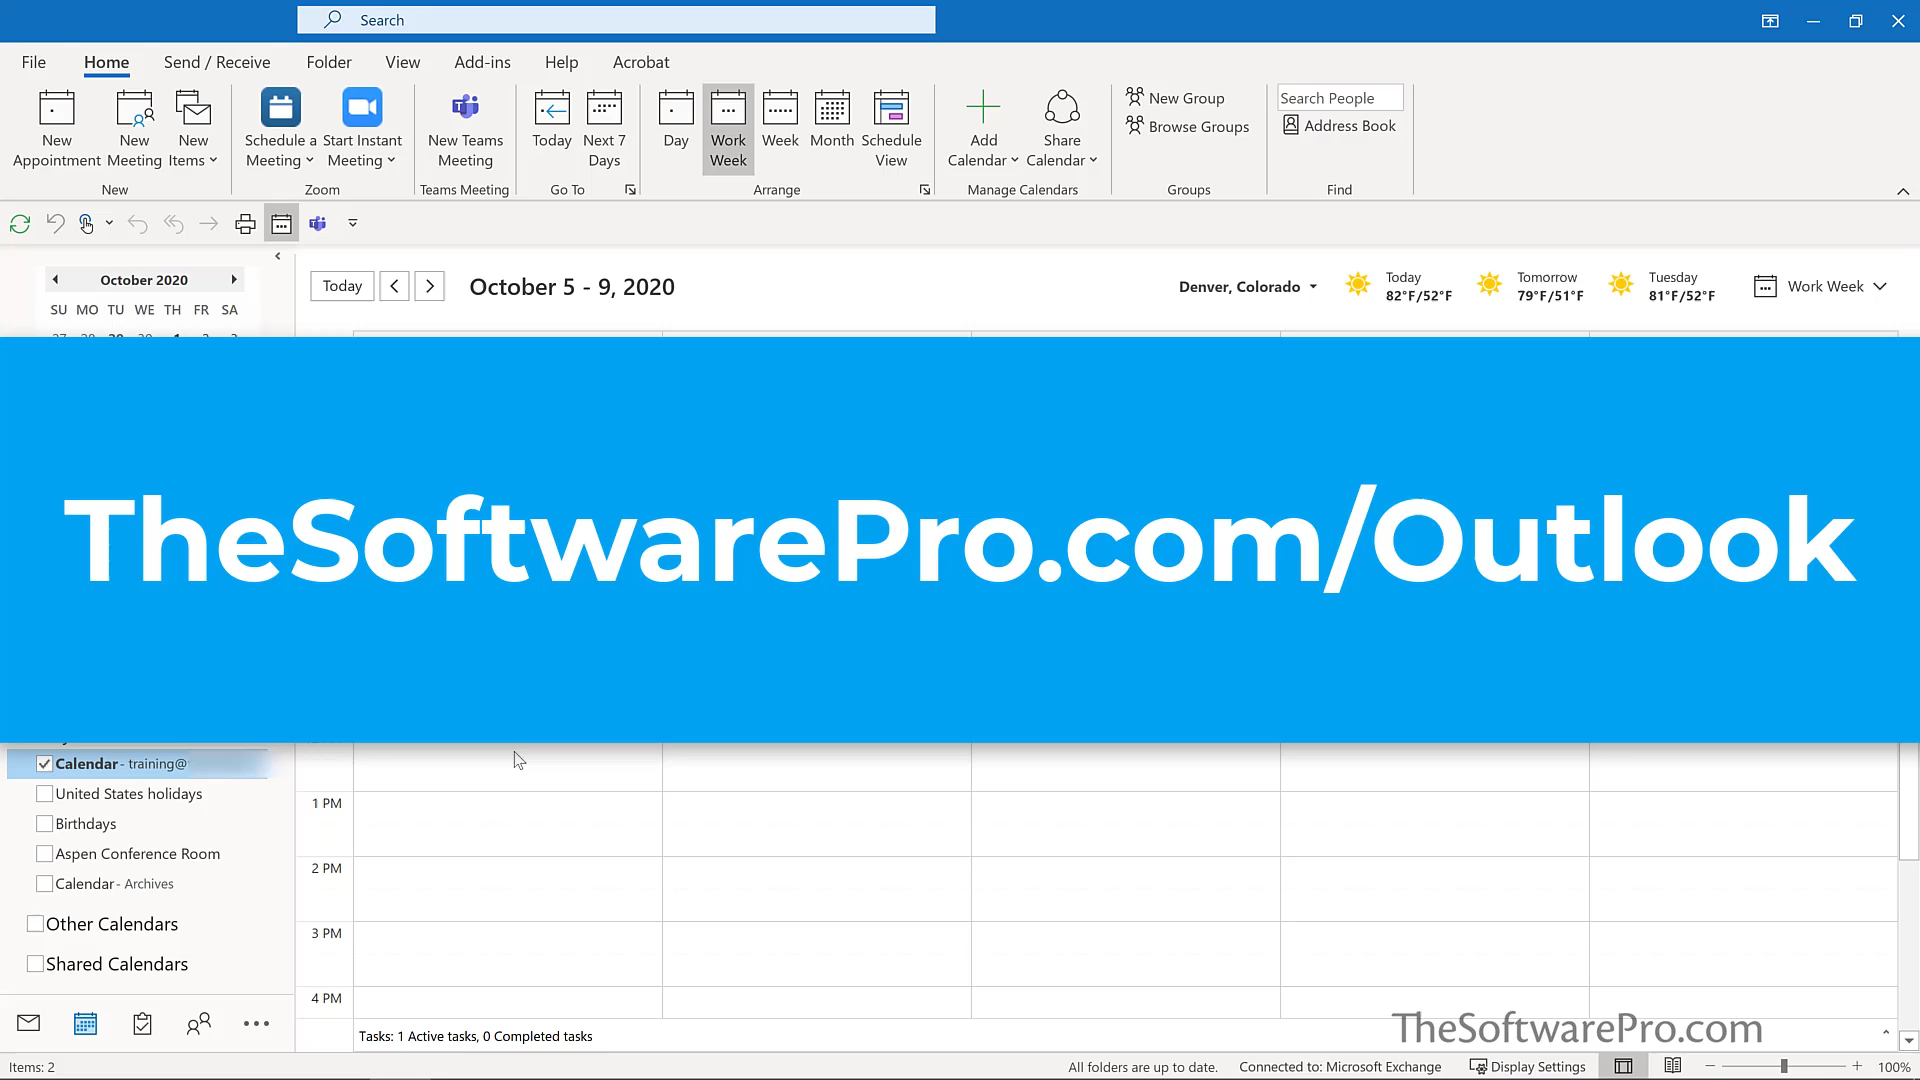 Search
File Home Send / Receive Folder View Add-ins Help Acrobat
New Appointment
New Meeting
New Items
New
Schedule a Meeting
Start Instant Meeting
Zoom
New Teams Meeting
Teams Meeting
Today
Next 7 Days
Go To
Day
Work Week
Week
Month
Schedule View
Arrange
Add Calendar
Share Calendar
Manage Calendars
New Group
Browse Groups
Groups
Search People
Address Book
Find
October 2020
SU MO TU WE TH FR SA
Today
October 5 - 9, 2020
Denver, Colorado
Today
82°F/52°F
Tomorrow
79°F/51°F
Tuesday
81°F/52°F
Work Week
TheSoftwarePro.com/Outlook
Calendar - training@
United States holidays
Birthdays
Aspen Conference Room
Calendar - Archives
Other Calendars
Shared Calendars
1 PM
2 PM
3 PM
4 PM
Tasks: 1 Active tasks, 0 Completed tasks
TheSoftwarePro.com
Items: 2
All folders are up to date.
Connected to: Microsoft Exchange
Display Settings
100%